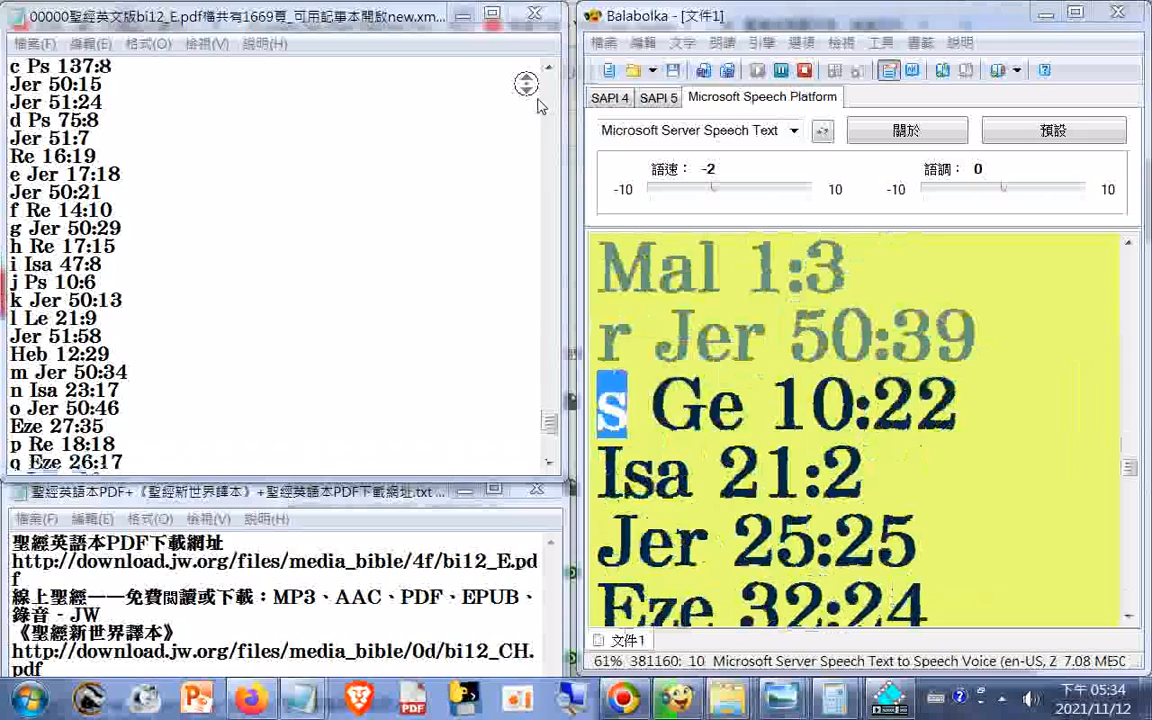 00000聖經英文版bi12_E.pdf檔共有1669頁_可用記事本開啟new.xm...
檔案(F) 編輯(E) 格式(O) 檢視(V) 說明(H)
c Ps 137:8
Jer 50:15
Jer 51:24
d Ps 75:8
Jer 51:7
Re 16:19
e Jer 17:18
Jer 50:21
f Re 14:10
g Jer 50:29
h Re 17:15
i Isa 47:8
j Ps 10:6
k Jer 50:13
l Le 21:9
Jer 51:58
Heb 12:29
m Jer 50:34
n Isa 23:17
o Jer 50:46
Eze 27:35
p Re 18:18
q Eze 26:17
聖經英語本PDF+《聖經新世界譯本》+聖經英語本PDF下載網址.txt ...
檔案(F) 編輯(E) 格式(O) 檢視(V) 說明(H)
聖經英語本PDF下載網址
http://download.jw.org/files/media_bible/4f/bi12_E.pd
f
線上聖經——免費閱讀或下載：MP3、AAC、PDF、EPUB、
錄音 - JW
《聖經新世界譯本》
http://download.jw.org/files/media_bible/0d/bi12_CH.
pdf
Balabolka - [文件1]
檔案 編輯 文字 朗讀 引擎 選項 檢視 工具 書籤 說明
SAPI 4 SAPI 5 Microsoft Speech Platform
Microsoft Server Speech Text 關於 預設
語速： -2 語調： 0
-10 10 -10 10
Mal 1:3
r Jer 50:39
s Ge 10:22
Isa 21:2
Jer 25:25
Eze 32:24
文件1
61% 381160: 10 Microsoft Server Speech Text to Speech Voice (en-US, Z 7.08 МБ
下午 05:34
2021/11/12